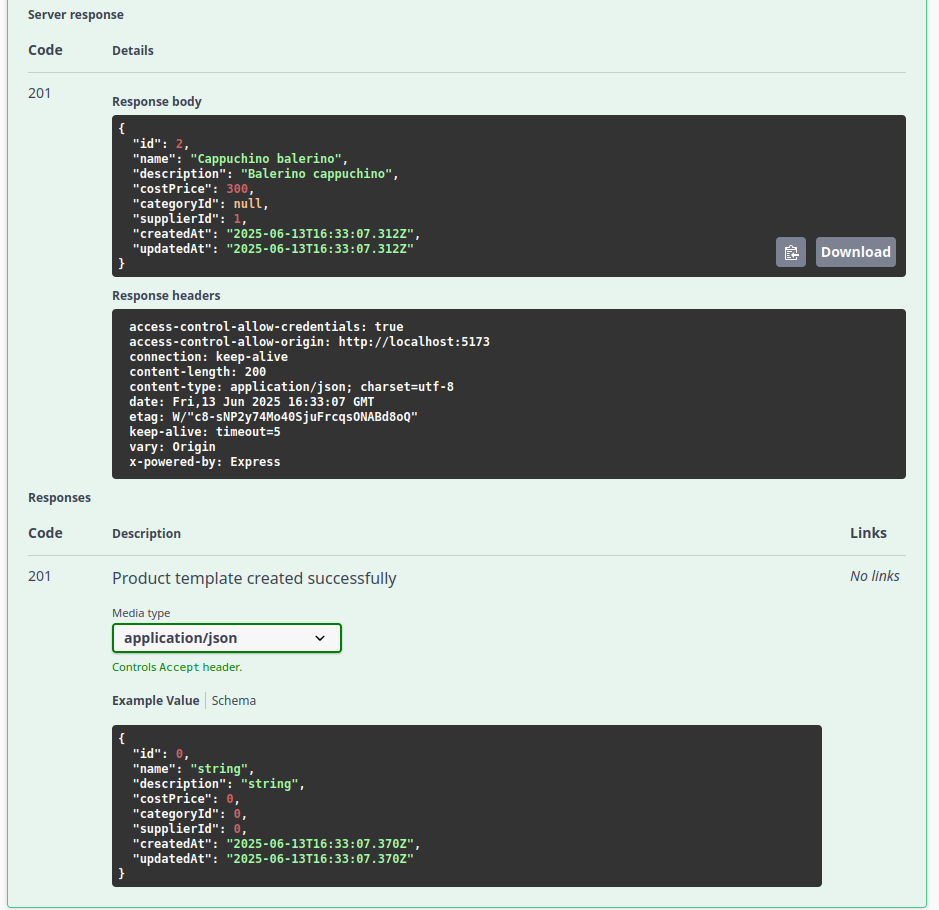 Server response
Code Details
201
Response body
{
  "id": 2,
  "name": "Cappuchino balerino",
  "description": "Balerino cappuchino",
  "costPrice": 300,
  "categoryId": null,
  "supplierId": 1,
  "createdAt": "2025-06-13T16:33:07.312Z",
  "updatedAt": "2025-06-13T16:33:07.312Z"
}
Download
Response headers
access-control-allow-credentials: true
access-control-allow-origin: http://localhost:5173
connection: keep-alive
content-length: 200
content-type: application/json; charset=utf-8
date: Fri,13 Jun 2025 16:33:07 GMT
etag: W/"c8-sNP2y74Mo40SjuFrcqsONABd8oQ"
keep-alive: timeout=5
vary: Origin
x-powered-by: Express
Responses
Code Description Links
201 Product template created successfully No links
Media type
application/json
Controls Accept header.
Example Value Schema
{
  "id": 0,
  "name": "string",
  "description": "string",
  "costPrice": 0,
  "categoryId": 0,
  "supplierId": 0,
  "createdAt": "2025-06-13T16:33:07.370Z",
  "updatedAt": "2025-06-13T16:33:07.370Z"
}